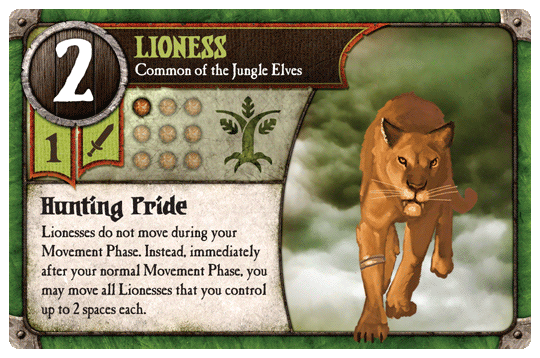 2
LIONESS
Common of the Jungle Elves
1
Hunting Pride
Lionesses do not move during your
Movement Phase. Instead, immediately
after your normal Movement Phase, you
may move all Lionesses that you control
up to 2 spaces each.